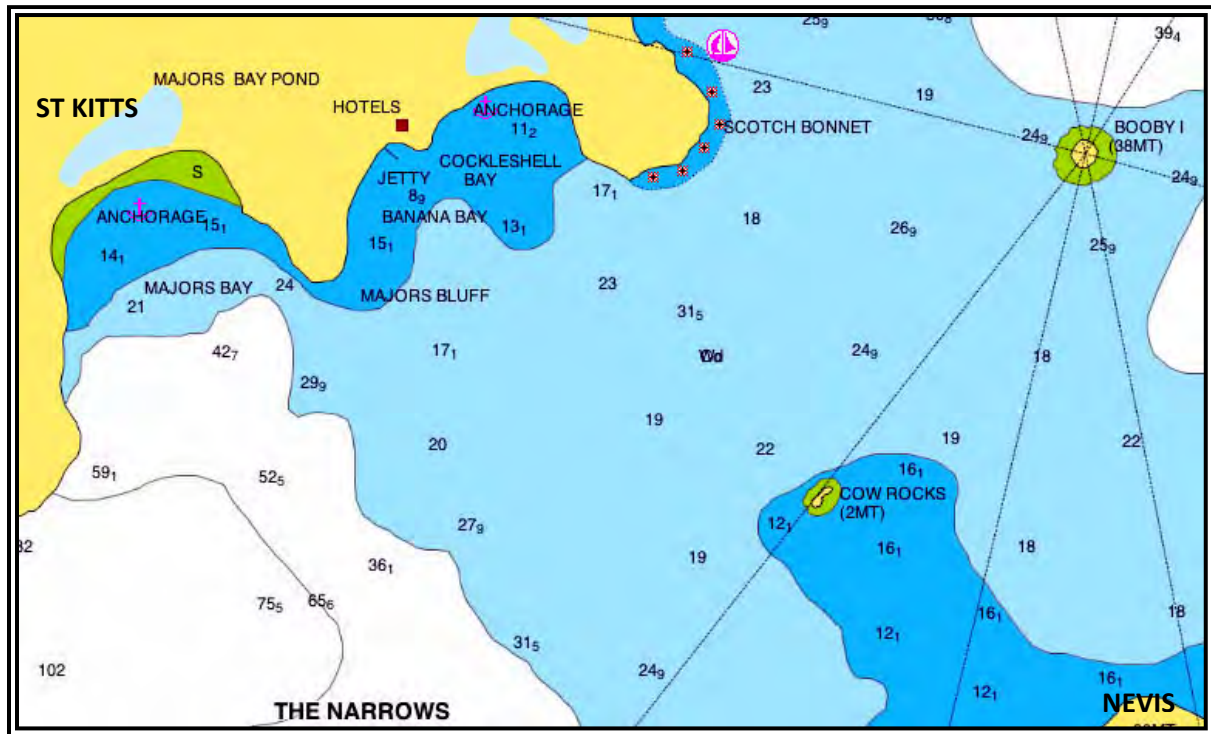 25₉
39₄
MAJORS BAY POND
23
19
ST KITTS
HOTELS
ANCHORAGE
11₂
SCOTCH BONNET
BOOBY I
(38MT)
24₉
COCKLESHELL
BAY
S
JETTY
8₉
17₁
24₉
ANCHORAGE
15₁
BANANA BAY
13₁
18
26₉
15₁
25₉
14₁
MAJORS BAY
24
MAJORS BLUFF
23
21
31₅
42₇
17₁
24₉
18
29₉
19
20
22
19
22
59₁
52₅
16₁
COW ROCKS
(2MT)
27₉
12₁
19
16₁
18
36₁
75₅
65₆
16₁
18
12₁
31₅
102
24₉
12₁
16₁
THE NARROWS
NEVIS